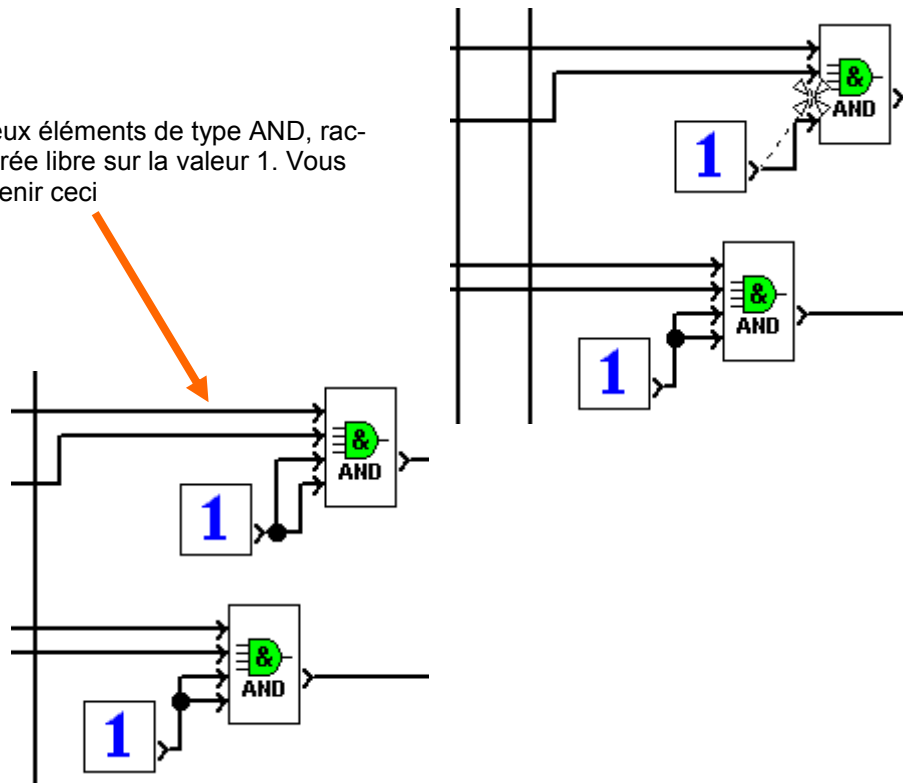 eux éléments de type AND, rac-
rée libre sur la valeur 1. Vous
enir ceci
&
AND
1
&
AND
1
&
AND
1
&
AND
1